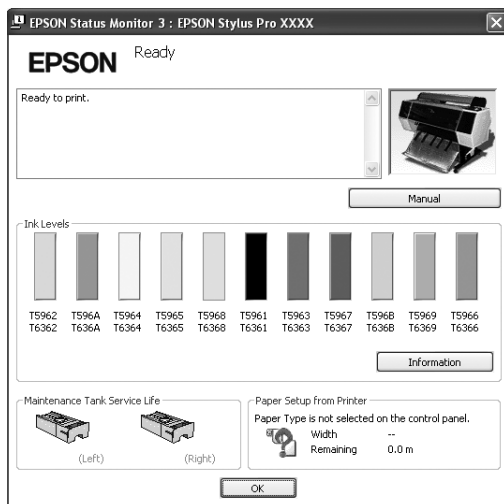 EPSON Status Monitor 3 : EPSON Stylus Pro XXXX
EPSON
Ready
Ready to print.
Manual
Ink Levels
T5962 T596A T5964 T5965 T5968 T5961 T5963 T5967 T596B T5969 T5966
T6362 T636A T6364 T6365 T6368 T6361 T6363 T6367 T636B T6369 T6366
Information
Maintenance Tank Service Life
(Left) (Right)
Paper Setup from Printer
Paper Type is not selected on the control panel.
Width --
Remaining 0.0 m
OK